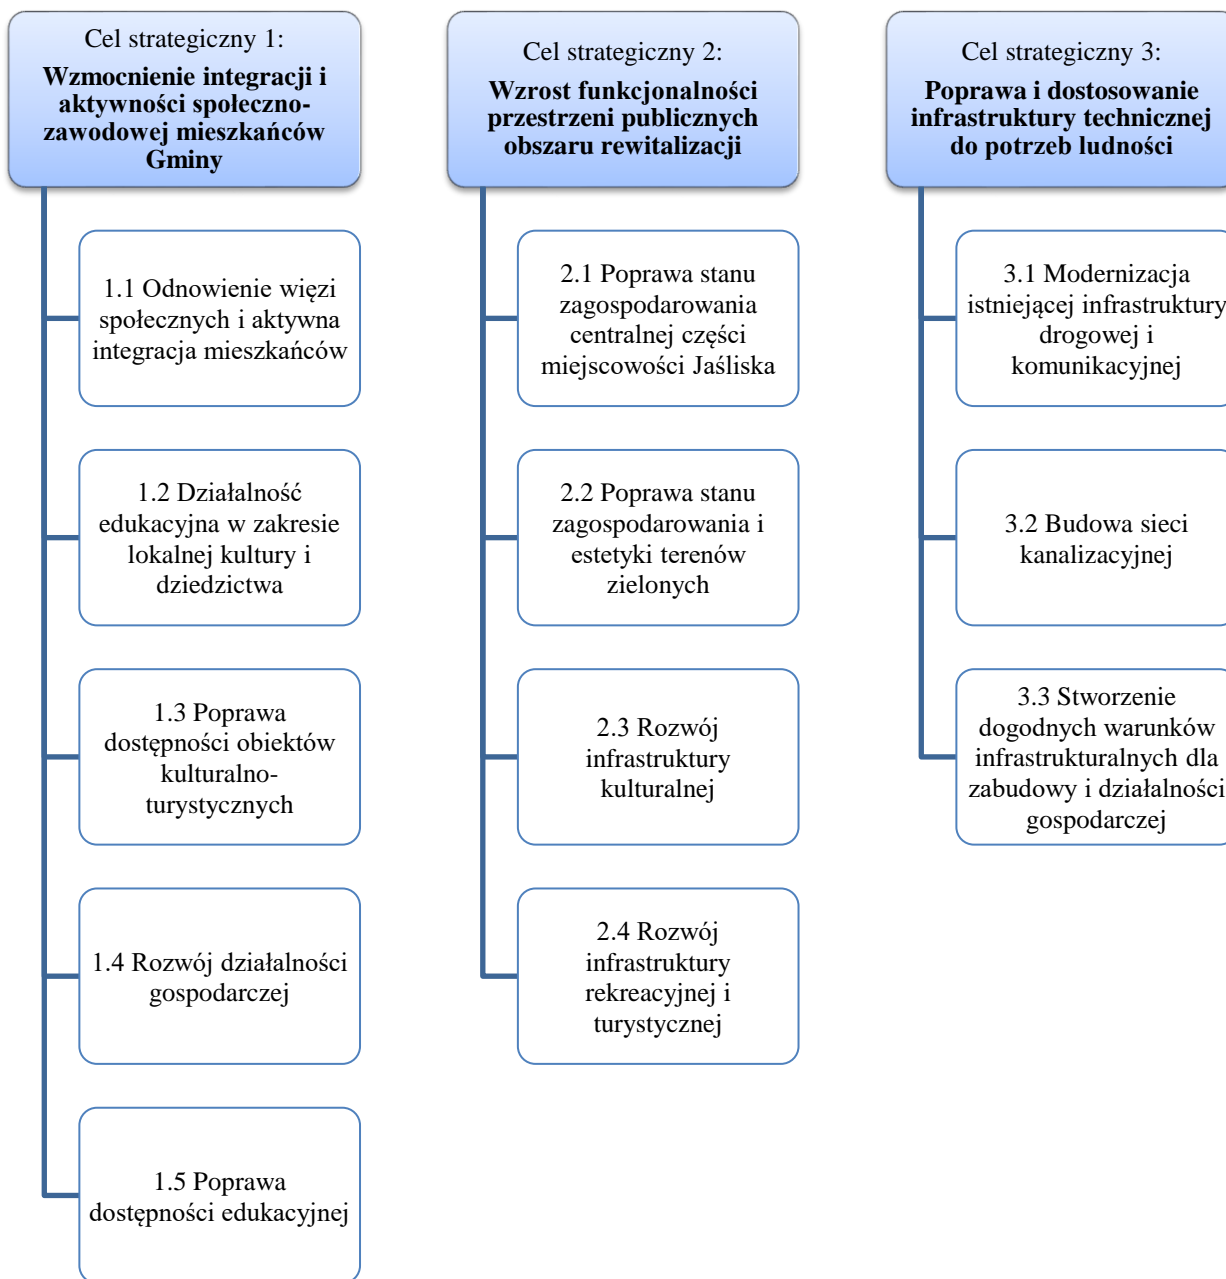 Cel strategiczny 1:
Wzmocnienie integracji i
aktywności społeczno-
zawodowej mieszkańców
Gminy
1.1 Odnowienie więzi
społecznych i aktywna
integracja mieszkańców
1.2 Działalność
edukacyjna w zakresie
lokalnej kultury i
dziedzictwa
1.3 Poprawa
dostępności obiektów
kulturalno-
turystycznych
1.4 Rozwój działalności
gospodarczej
1.5 Poprawa
dostępności edukacyjnej
Cel strategiczny 2:
Wzrost funkcjonalności
przestrzeni publicznych
obszaru rewitalizacji
2.1 Poprawa stanu
zagospodarowania
centralnej części
miejscowości Jaśliska
2.2 Poprawa stanu
zagospodarowania i
estetyki terenów
zielonych
2.3 Rozwój
infrastruktury
kulturalnej
2.4 Rozwój
infrastruktury
rekreacyjnej i
turystycznej
Cel strategiczny 3:
Poprawa i dostosowanie
infrastruktury technicznej
do potrzeb ludności
3.1 Modernizacja
istniejącej infrastruktury
drogowej i
komunikacyjnej
3.2 Budowa sieci
kanalizacyjnej
3.3 Stworzenie
dogodnych warunków
infrastrukturalnych dla
zabudowy i działalności
gospodarczej